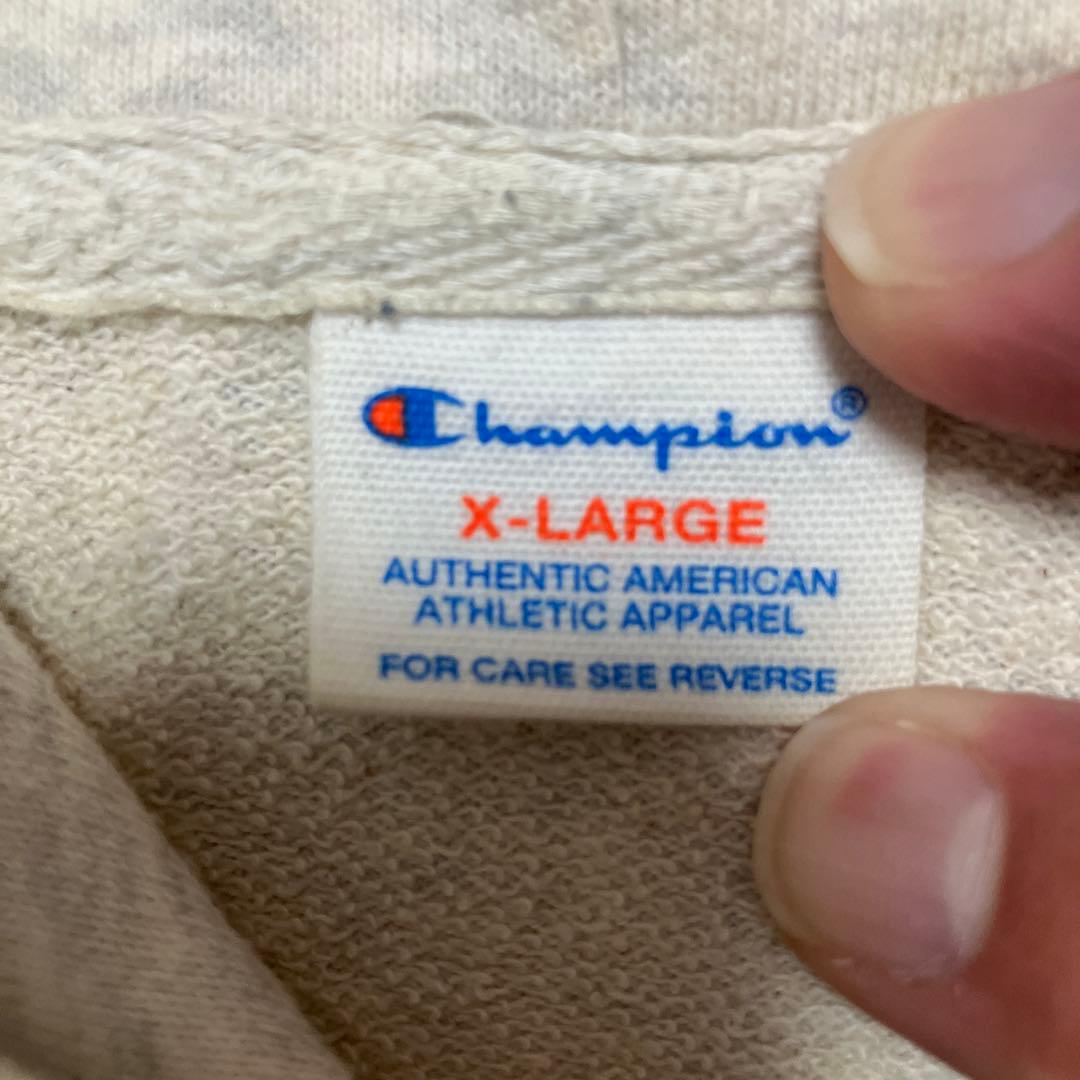 Champion®
X-LARGE
AUTHENTIC AMERICAN
ATHLETIC APPAREL
FOR CARE SEE REVERSE